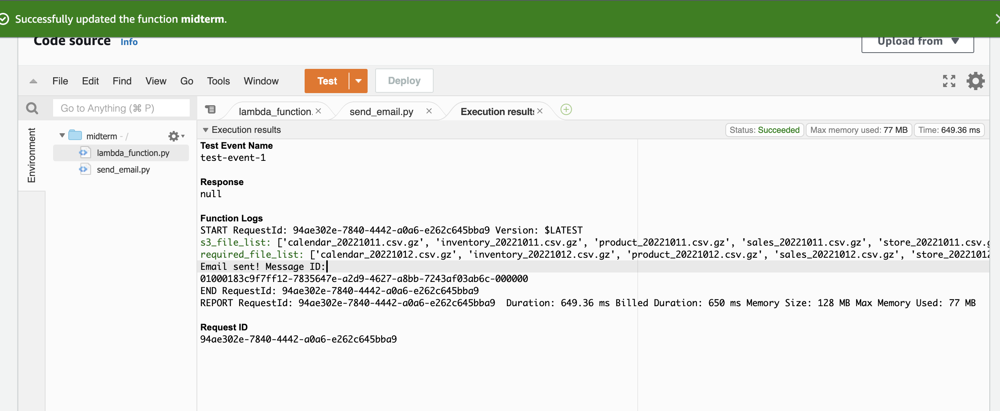 Successfully updated the function midterm.
Code source Info
Upload from
File Edit Find View Go Tools Window Test Deploy
Go to Anything (⌘ P)
lambda_function. send_email.py Execution results
Environment
midterm - /
lambda_function.py
send_email.py
Execution results Status: Succeeded Max memory used: 77 MB Time: 649.36 ms
Test Event Name
test-event-1
Response
null
Function Logs
START RequestId: 94ae302e-7840-4442-a0a6-e262c645bba9 Version: $LATEST
s3_file_list: ['calendar_20221011.csv.gz', 'inventory_20221011.csv.gz', 'product_20221011.csv.gz', 'sales_20221011.csv.gz', 'store_20221011.csv.g
required_file_list: ['calendar_20221012.csv.gz', 'inventory_20221012.csv.gz', 'product_20221012.csv.gz', 'sales_20221012.csv.gz', 'store_20221012
Email sent! Message ID:
01000183c9f7ff12-7835647e-a2d9-4627-a8bb-7243af03ab6c-000000
END RequestId: 94ae302e-7840-4442-a0a6-e262c645bba9
REPORT RequestId: 94ae302e-7840-4442-a0a6-e262c645bba9 Duration: 649.36 ms Billed Duration: 650 ms Memory Size: 128 MB Max Memory Used: 77 MB
Request ID
94ae302e-7840-4442-a0a6-e262c645bba9